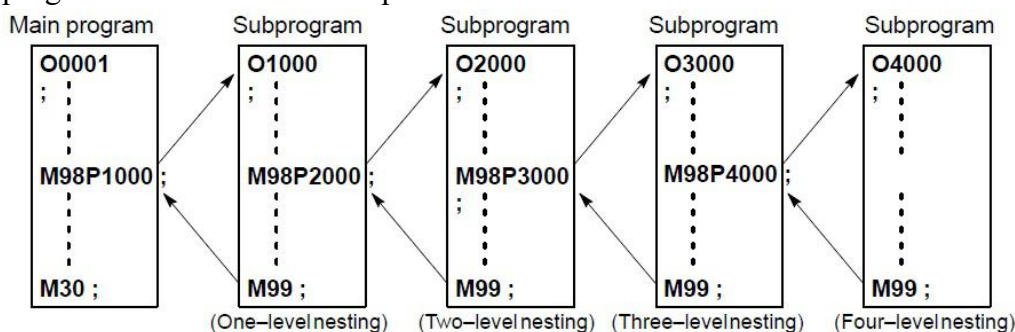 Main program Subprogram Subprogram Subprogram Subprogram
O0001 O1000 O2000 O3000 O4000
; ; ; ; ;
M98P1000 ; M98P2000 ; M98P3000 M98P4000 ;
;
M30 ; M99 ; M99 ; M99 ; M99 ;
(One–level nesting) (Two–level nesting) (Three–level nesting) (Four–level nesting)